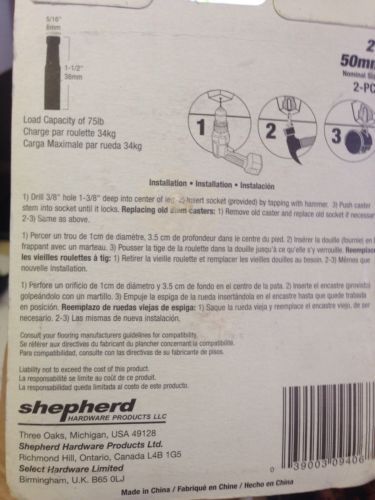 5/16"
8mm
1-1/2"
38mm
50mm
Nominal
2-PC
Load Capacity of 75lb
Charge par roulette 34kg
Carga Maximale par rueda 34kg
1
2
3
Installation • Installation • Instalación
1) Drill 3/8" hole 1-3/8" deep into center of leg. 2) Insert socket (provided) by tapping with hammer. 3) Push caster
stem into socket until it locks. Replacing old stem casters: 1) Remove old caster and replace old socket if necessar
2-3) Same as above.
1) Percer un trou de 1cm de diamètre, 3.5 cm de profondeur dans le centre du pied. 2) Insérer la douille (fournie) en
frappant avec un marteau. 3) Pousser la tige de la roulette dans la douille jusqu'à ce qu'elle s'y verrouille.
les vieilles roulettes à tig: 1) Retirer la vieille roulette et remplacer les vieilles douilles au besoin. 2-3) Mêmes que
nouvelle installation.
1) Perfore un orificio de 1cm de diámetro y 3.5 cm de fondo en el centro de la pata. 2) Inserte el encastre
golpeándolo con un martillo. 3) Empuje la espiga de la rueda insertándola en el encastre hasta que quede trabada
en posición. Reemplazo de ruedas viejas de espiga: 1) Saque la rueda vieja y reemplace el encastre viejo, de ser
necesario. 2-3) Las mismas de nueva instalación.
Consult your flooring manufacturers guidelines for compatibility.
Se référer aux directives du fabricant du plancher concernant la compatibilité.
Para compatibilidad, consulte con las directivas de su fabricante de pisos.
Liability not to exceed the cost of this product.
La responsabilité se limite au coût de ce produit.
La responsabilidad queda limitada al costo de este producto.
shepherd
HARDWARE PRODUCTS LLC
Three Oaks, Michigan, USA 49128
Shepherd Hardware Products Ltd.
Richmond Hill, Ontario, Canada L4B 1G5
Select Hardware Limited
Birmingham, U.K. B65 0LJ
0 39003 09406
Made in China / Fabriqué en Chine / Hecho en China